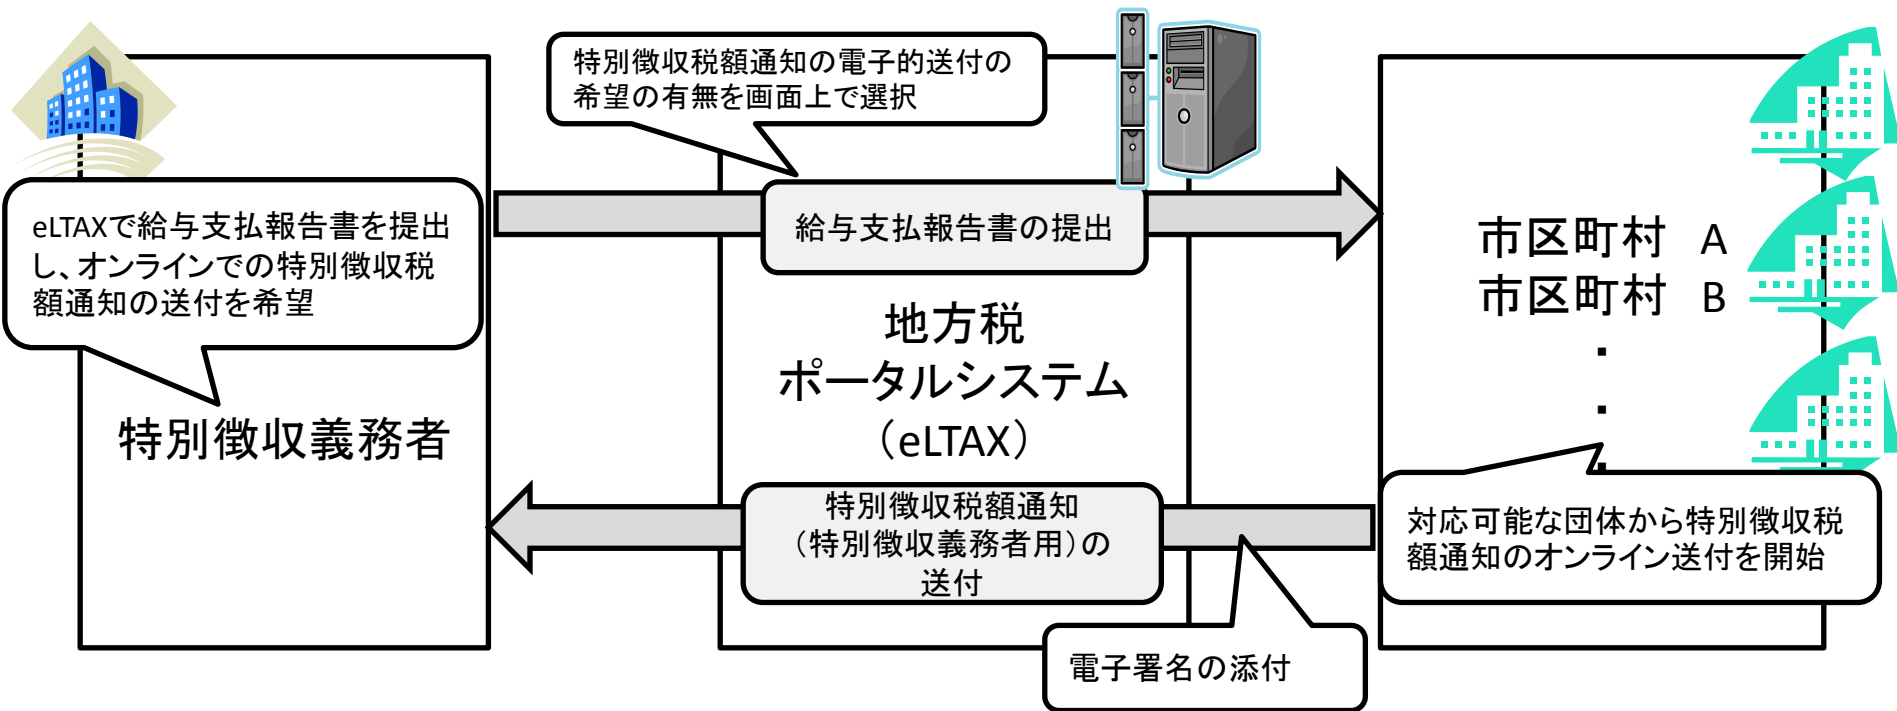 特別徴収税額通知の電子的送付の
希望の有無を画面上で選択
eLTAXで給与支払報告書を提出
し、オンラインでの特別徴収税
額通知の送付を希望
給与支払報告書の提出
市区町村 A
市区町村 B
・
・
・
地方税
ポータルシステム
（eLTAX）
特別徴収義務者
特別徴収税額通知
（特別徴収義務者用）の
送付
対応可能な団体から特別徴収税
額通知のオンライン送付を開始
電子署名の添付